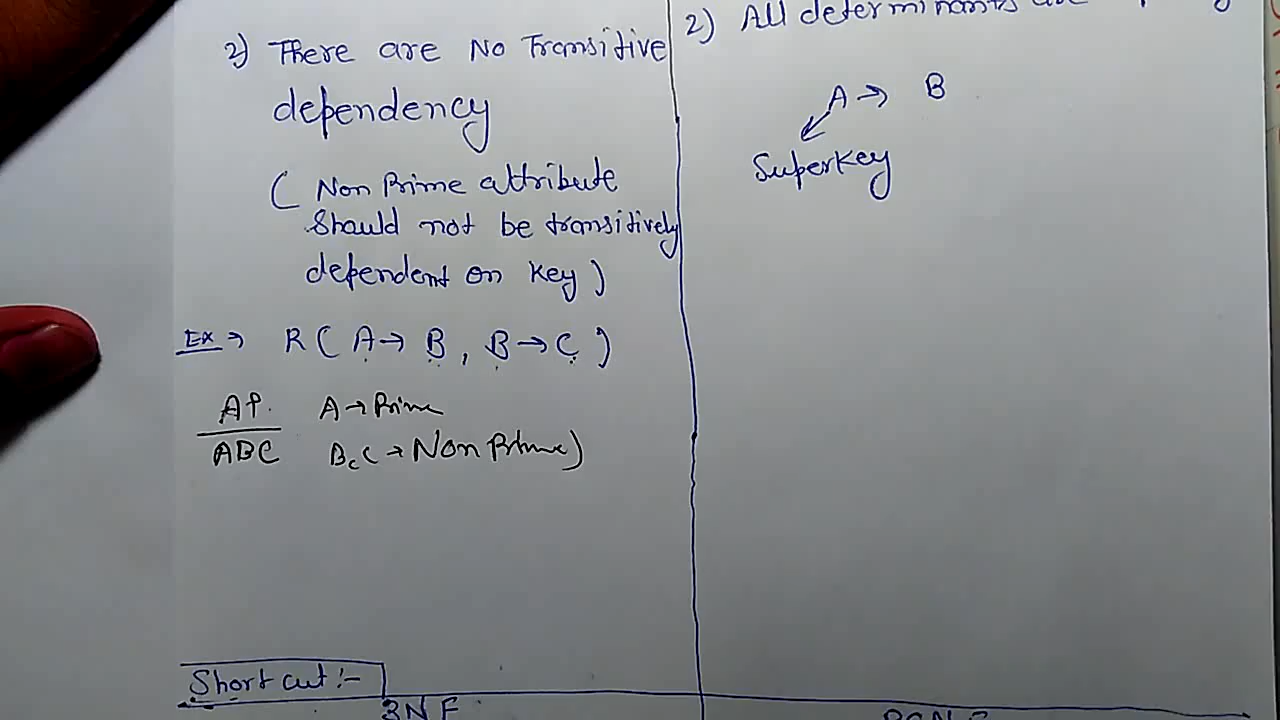 2) There are No Transitive
dependency
( Non Prime attribute
should not be transitively
dependent on key )
Ex → R ( A → B , B → C )
A → Prime
ABC
B, C → Non Prime )
2) All determinants are
A → B
Superkey
Short cut :-
3NF